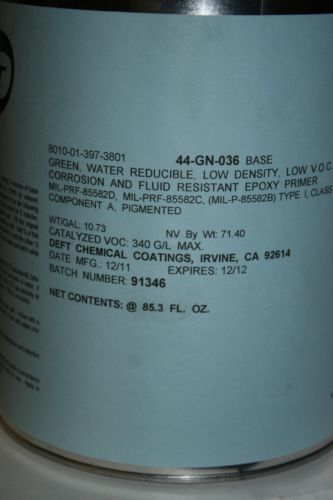 8010-01-397-3801 44-GN-036 BASE
GREEN, WATER REDUCIBLE, LOW DENSITY, LOW V.O.C.
CORROSION AND FLUID RESISTANT EPOXY PRIMER
MIL-PRF-85582D, MIL-PRF-85582C, (MIL-P-85582B) TYPE I, CLASS
COMPONENT A, PIGMENTED
WT/GAL: 10.73 NV By Wt: 71.40
CATALYZED VOC: 340 G/L MAX.
DEFT CHEMICAL COATINGS, IRVINE, CA 92614
DATE MFG.: 12/11 EXPIRES: 12/12
BATCH NUMBER: 91346
NET CONTENTS: @ 85.3 FL. OZ.